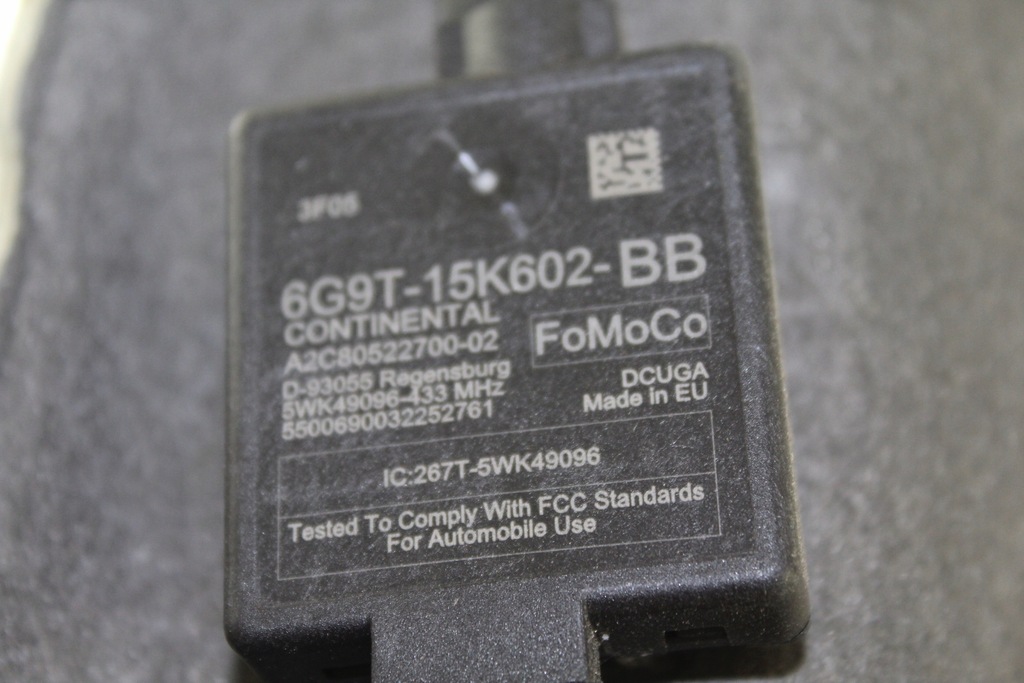 3F05
6G9T-15K602-BB
CONTINENTAL
A2C80522700-02
FoMoCo
D-93055 Regensburg
5WK49096-433 MHz
5500690032252761
DCUGA
Made in EU
IC:267T-5WK49096
Tested To Comply With FCC Standards
For Automobile Use